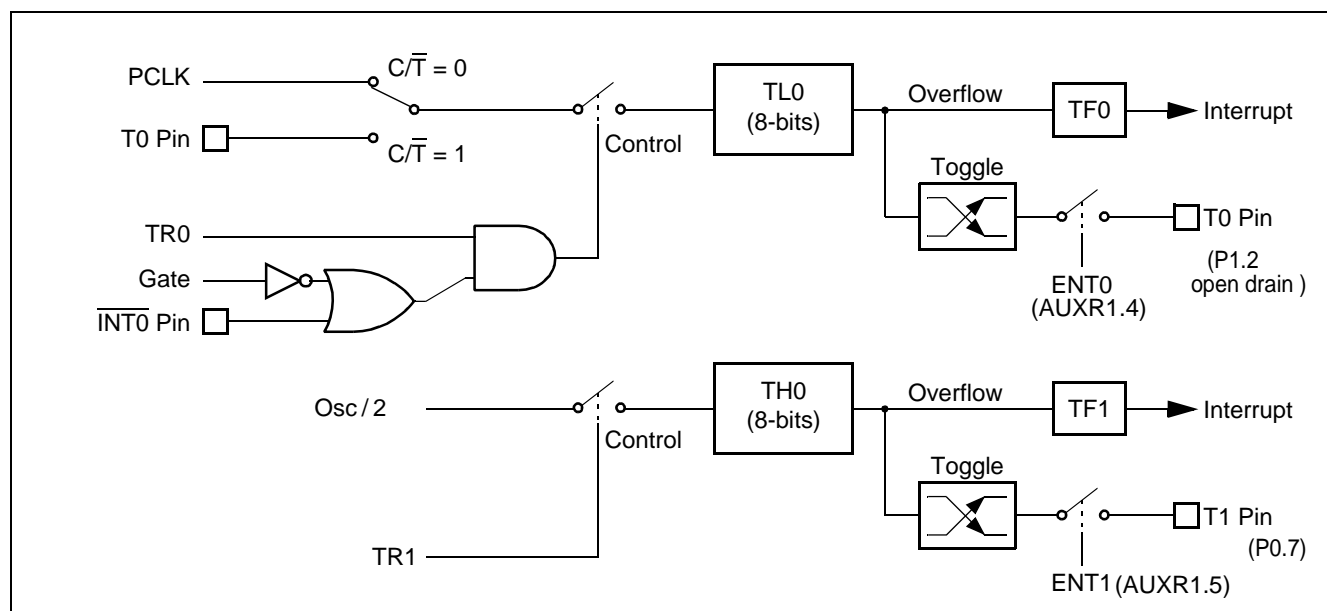 PCLK
C/T̅ = 0
T0 Pin
C/T̅ = 1
Control
TL0
(8-bits)
Overflow
TF0
Interrupt
Toggle
T0 Pin
(P1.2
open drain )
ENT0
(AUXR1.4)
TR0
Gate
I̅N̅T̅0̅ Pin
Osc / 2
Control
TH0
(8-bits)
Overflow
TF1
Interrupt
Toggle
T1 Pin
(P0.7)
TR1
ENT1 (AUXR1.5)